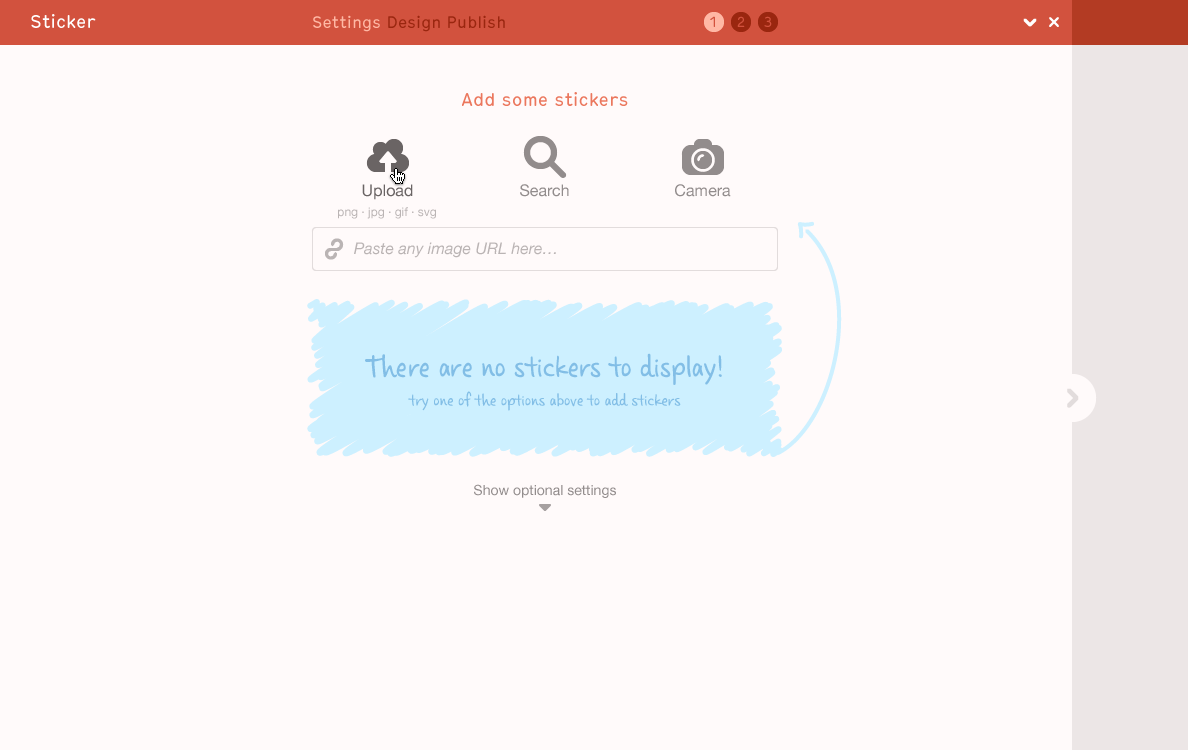 Sticker
Settings Design Publish
1 2 3
Add some stickers
Upload
Search
Camera
png · jpg · gif · svg
Paste any image URL here...
There are no stickers to display!
try one of the options above to add stickers
Show optional settings